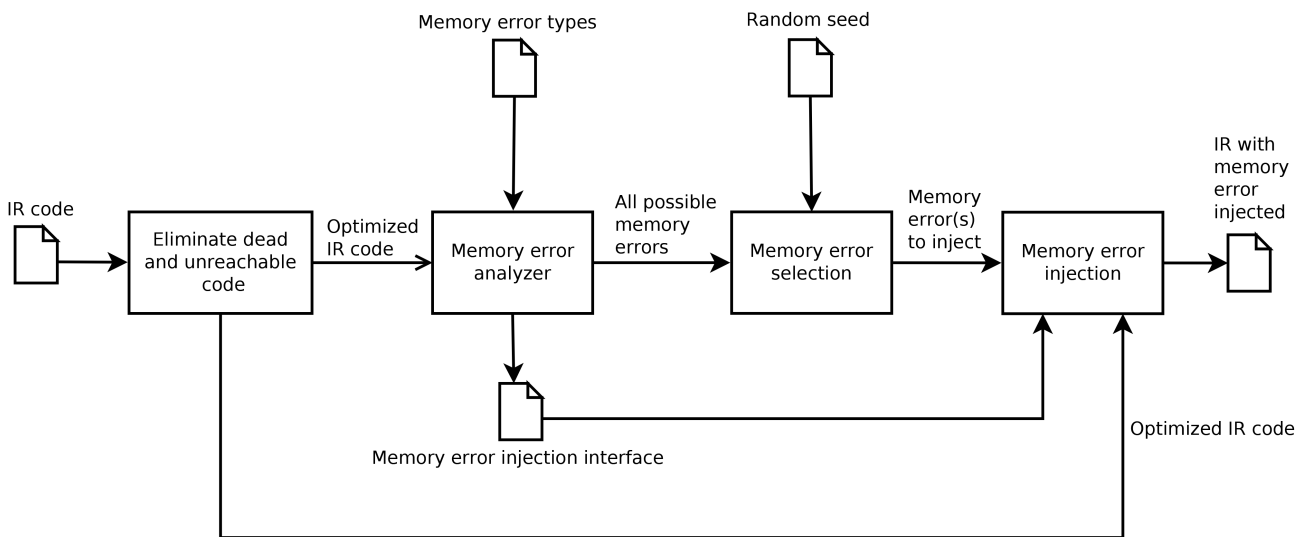 Memory error types
Random seed
IR with
memory
error
injected
IR code
Eliminate dead
and unreachable
code
Optimized
IR code
Memory error
analyzer
All possible
memory
errors
Memory error
selection
Memory
error(s)
to inject
Memory error
injection
Memory error injection interface
Optimized IR code